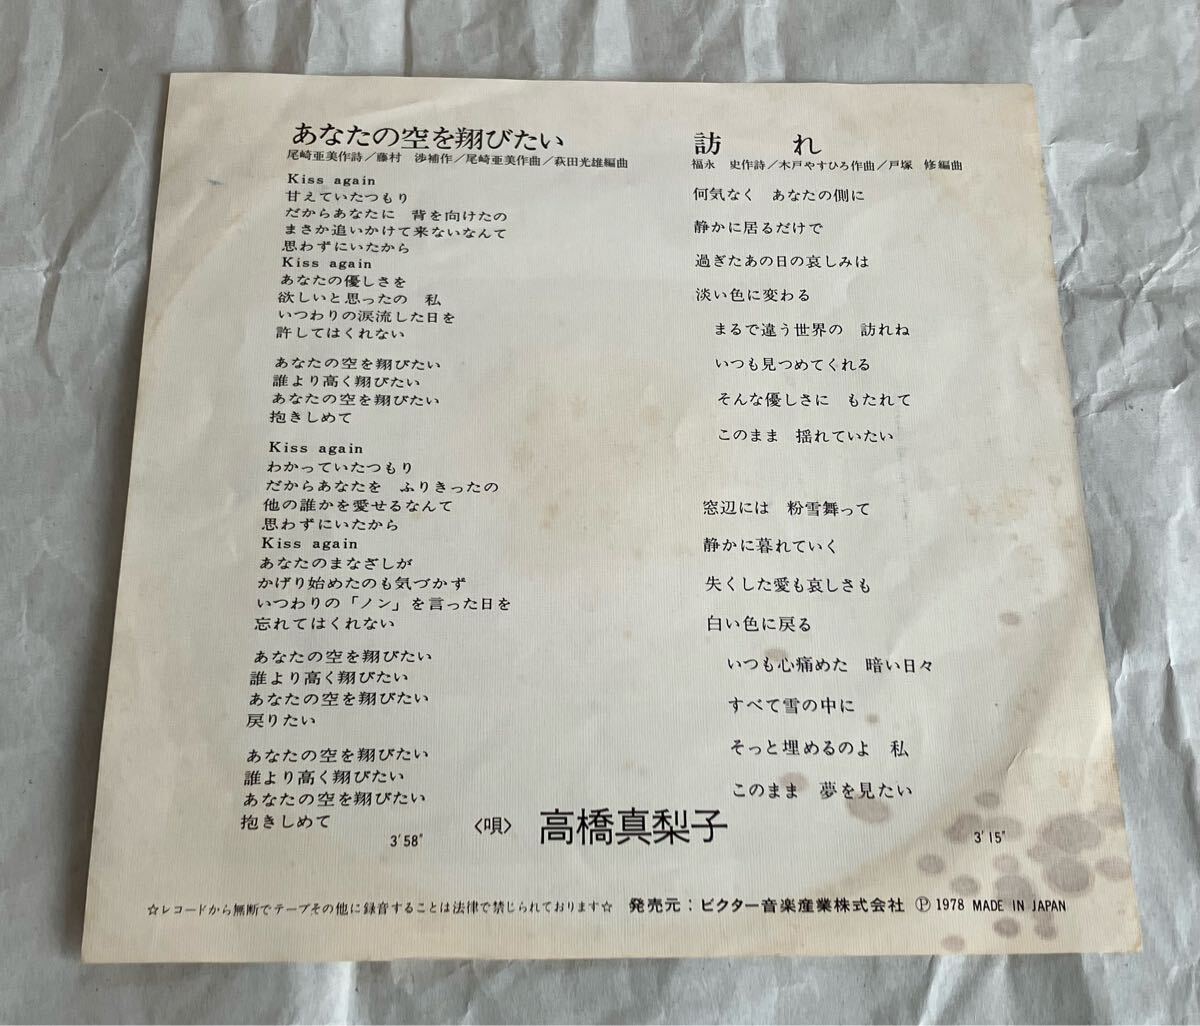 あなたの空を翔びたい
尾崎亜美作詩／藤村　渉補作／尾崎亜美作曲／萩田光雄編曲
Kiss again
甘えていたつもり
だからあなたに　背を向けたの
まさか追いかけて来ないなんて
思わずにいたから
Kiss again
あなたの優しさを
欲しいと思ったの　私
いつわりの涙流した日を
許してはくれない
あなたの空を翔びたい
誰より高く翔びたい
あなたの空を翔びたい
抱きしめて
Kiss again
わかっていたつもり
だからあなたを　ふりきったの
他の誰かを愛せるなんて
思わずにいたから
Kiss again
あなたのまなざしが
かげり始めたのも気づかず
いつわりの「ノン」を言った日を
忘れてはくれない
あなたの空を翔びたい
誰より高く翔びたい
あなたの空を翔びたい
戻りたい
あなたの空を翔びたい
誰より高く翔びたい
あなたの空を翔びたい
抱きしめて
3′58″
訪　れ
福永　史作詩／木戸やすひろ作曲／戸塚　修編曲
何気なく　あなたの側に
静かに居るだけで
過ぎたあの日の哀しみは
淡い色に変わる
まるで違う世界の　訪れね
いつも見つめてくれる
そんな優しさに　もたれて
このまま　揺れていたい
窓辺には　粉雪舞って
静かに暮れていく
失くした愛も哀しさも
白い色に戻る
いつも心痛めた　暗い日々
すべて雪の中に
そっと埋めるのよ　私
このまま　夢を見たい
3′15″
〈唄〉　高橋真梨子
☆レコードから無断でテープその他に録音することは法律で禁じられております☆　発売元：ビクター音楽産業株式会社　Ⓟ 1978 MADE IN JAPAN